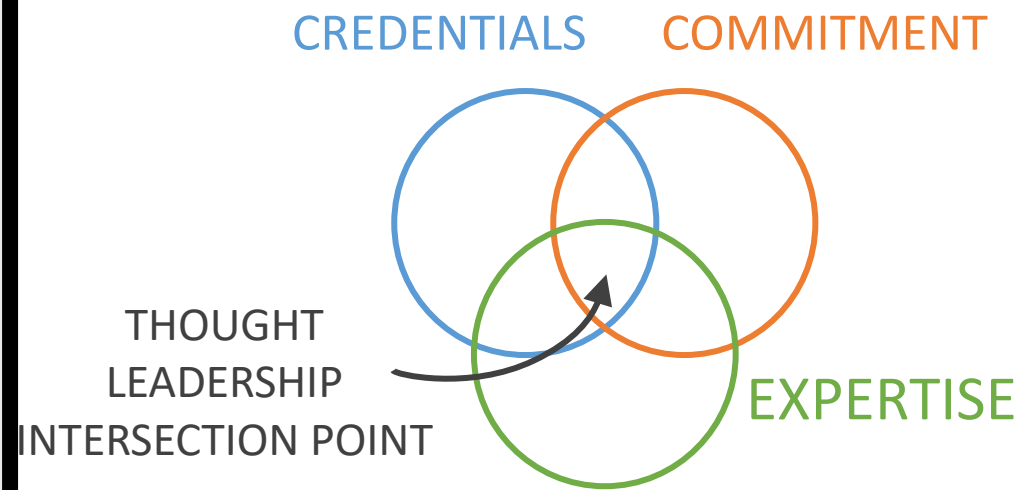 CREDENTIALS
COMMITMENT
THOUGHT
LEADERSHIP
INTERSECTION POINT
EXPERTISE